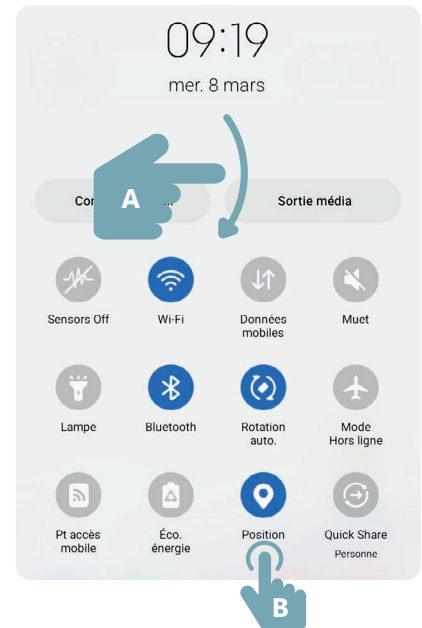 09:19
mer. 8 mars
A
Sortie média
Sensors Off
Wi-Fi
Données
mobiles
Muet
Lampe
Bluetooth
Rotation
auto.
Mode
Hors ligne
Pt accès
mobile
Éco.
énergie
Position
Quick Share
Personne
B